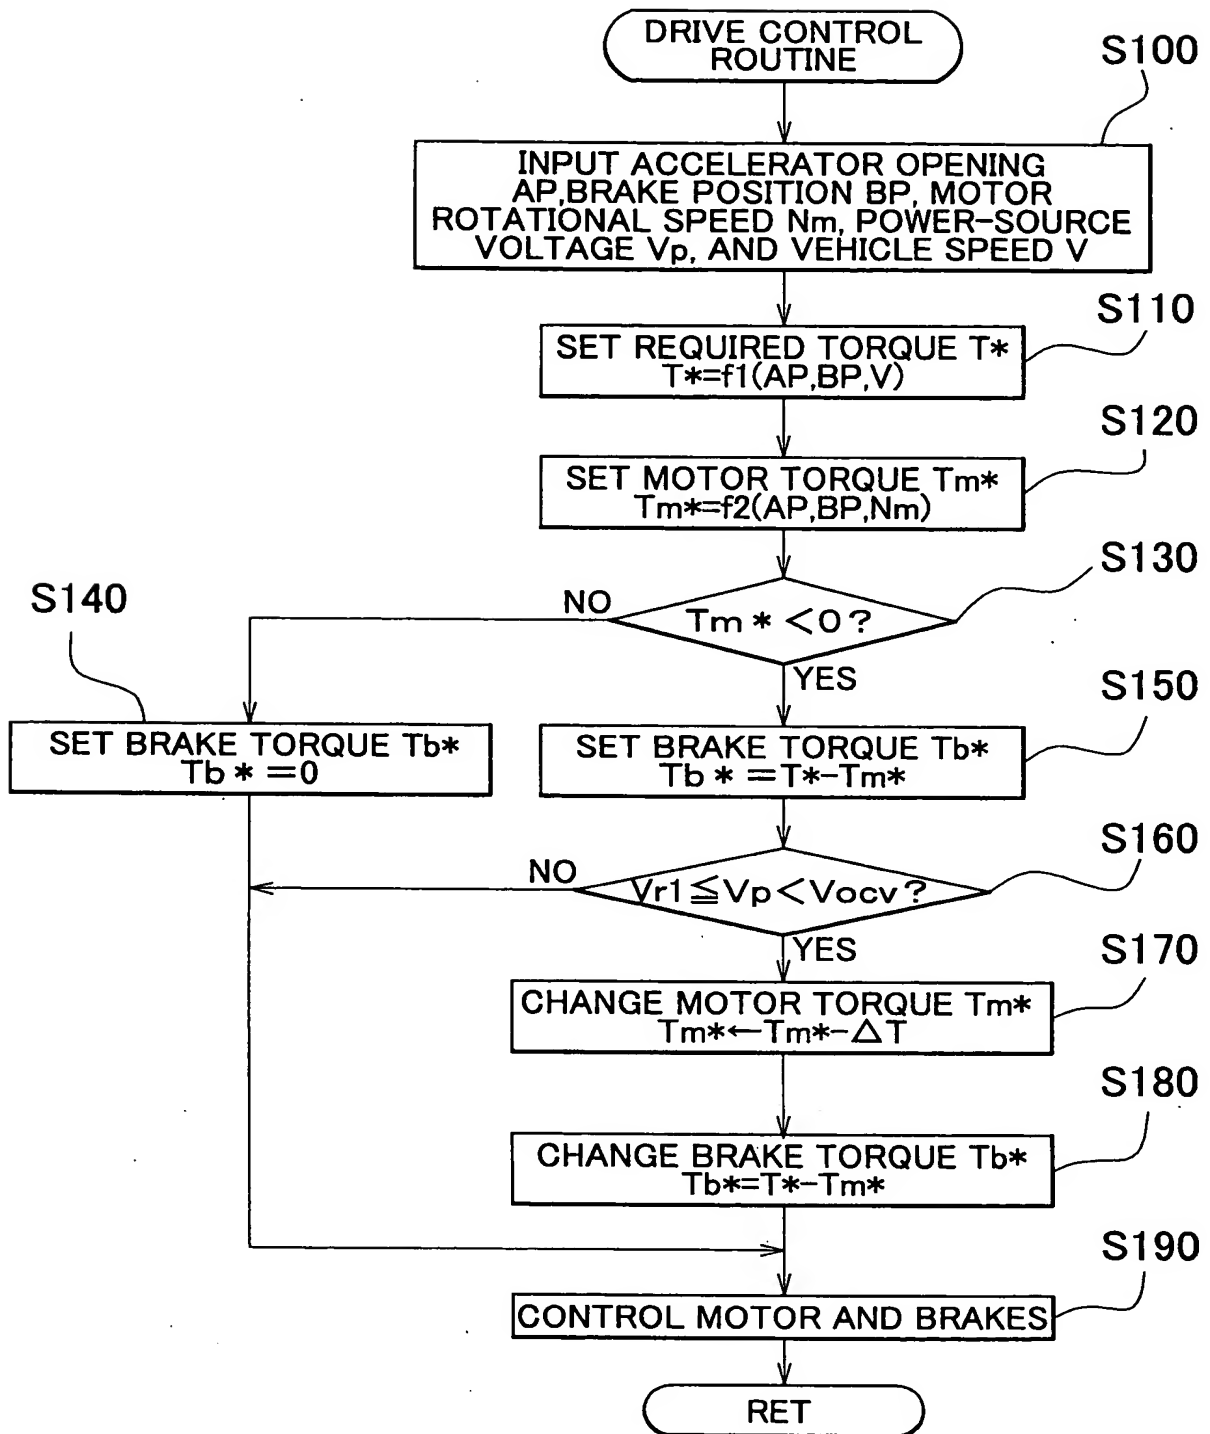 DRIVE CONTROL
ROUTINE
S100
INPUT ACCELERATOR OPENING
AP,BRAKE POSITION BP, MOTOR
ROTATIONAL SPEED Nm, POWER-SOURCE
VOLTAGE Vp, AND VEHICLE SPEED V
S110
SET REQUIRED TORQUE T*
T*=f1(AP,BP,V)
S120
SET MOTOR TORQUE Tm*
Tm*=f2(AP,BP,Nm)
S130
Tm*<0?
NO
YES
S140
SET BRAKE TORQUE Tb*
Tb*=0
S150
SET BRAKE TORQUE Tb*
Tb*=T*-Tm*
S160
Vr1≦Vp<Vocv?
NO
YES
S170
CHANGE MOTOR TORQUE Tm*
Tm*←Tm*-△T
S180
CHANGE BRAKE TORQUE Tb*
Tb*=T*-Tm*
S190
CONTROL MOTOR AND BRAKES
RET